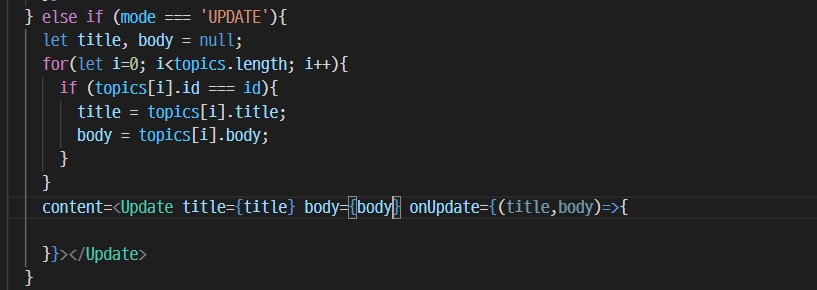 } else if (mode === 'UPDATE'){
let title, body = null;
for(let i=0; i<topics.length; i++){
if (topics[i].id === id){
title = topics[i].title;
body = topics[i].body;
}
}
content=<Update title={title} body={body} onUpdate={(title,body)=>{
}}></Update>
}